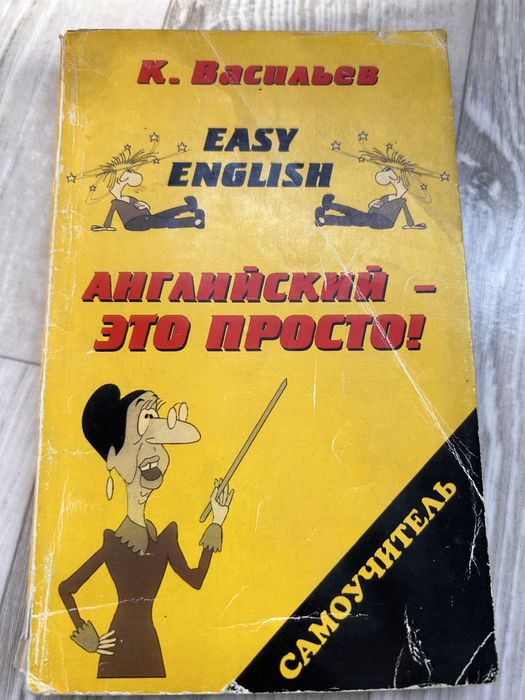 К. Васильев
EASY
ENGLISH
АНГЛИЙСКИЙ –
ЭТО ПРОСТО!
САМОУЧИТЕЛЬ